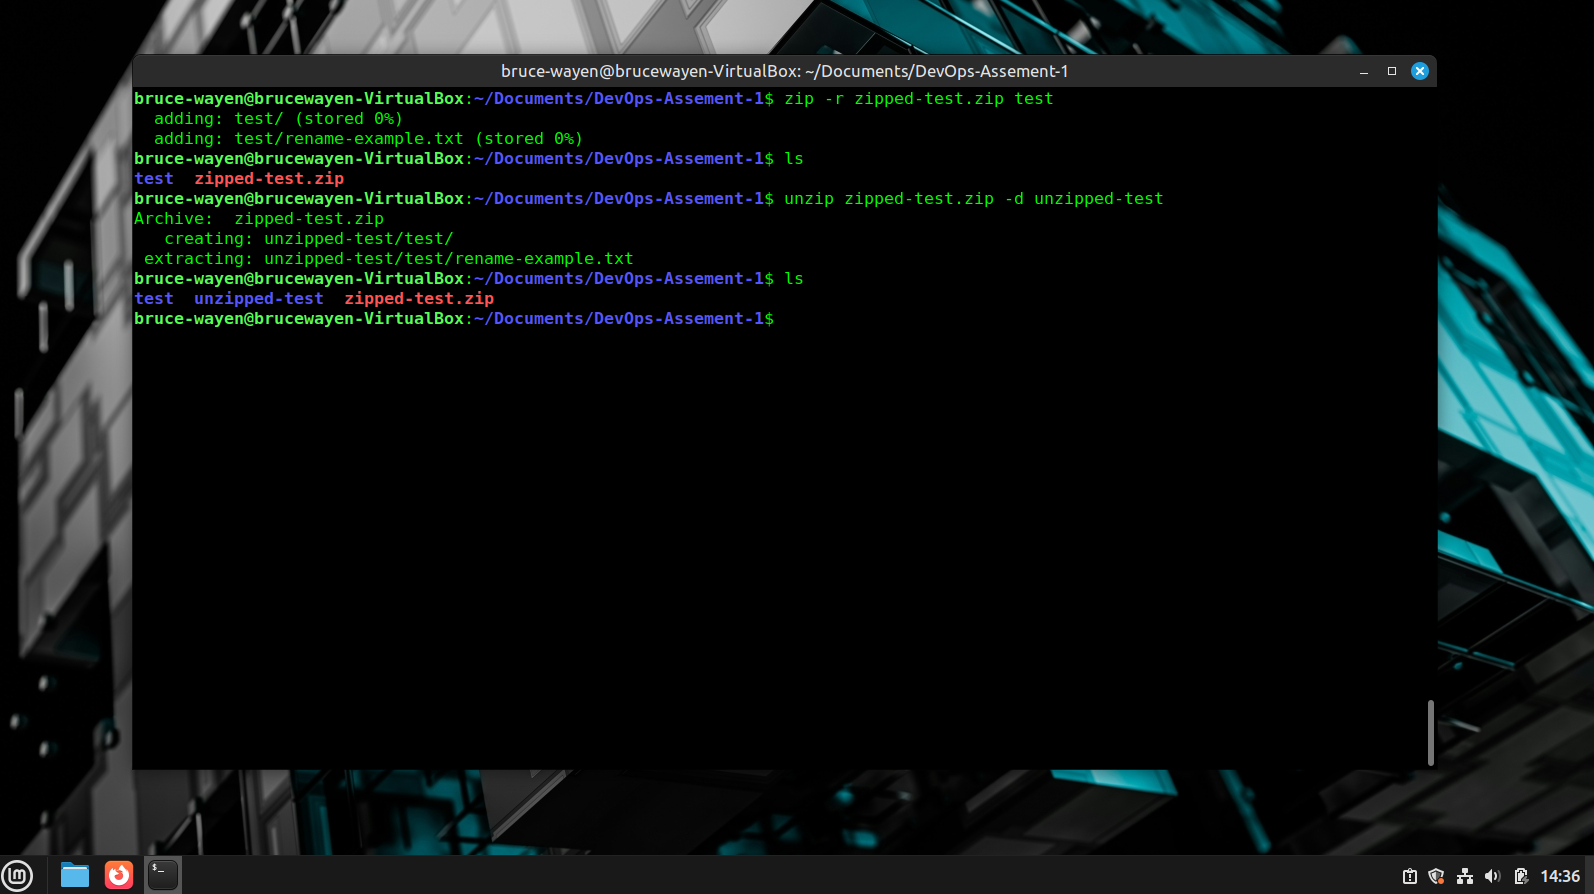 bruce-wayen@brucewayen-VirtualBox: ~/Documents/DevOps-Assement-1
bruce-wayen@brucewayen-VirtualBox:~/Documents/DevOps-Assement-1$ zip -r zipped-test.zip test
  adding: test/ (stored 0%)
  adding: test/rename-example.txt (stored 0%)
bruce-wayen@brucewayen-VirtualBox:~/Documents/DevOps-Assement-1$ ls
test  zipped-test.zip
bruce-wayen@brucewayen-VirtualBox:~/Documents/DevOps-Assement-1$ unzip zipped-test.zip -d unzipped-test
Archive:  zipped-test.zip
   creating: unzipped-test/test/
 extracting: unzipped-test/test/rename-example.txt
bruce-wayen@brucewayen-VirtualBox:~/Documents/DevOps-Assement-1$ ls
test  unzipped-test  zipped-test.zip
bruce-wayen@brucewayen-VirtualBox:~/Documents/DevOps-Assement-1$
14:36